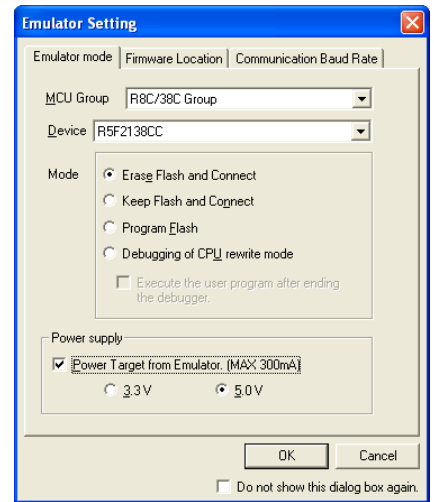 Emulator Setting
Emulator mode Firmware Location Communication Baud Rate
MCU Group R8C/38C Group
Device R5F2138CC
Mode Erase Flash and Connect
Keep Flash and Connect
Program Flash
Debugging of CPU rewrite mode
Execute the user program after ending
the debugger.
Power supply
Power Target from Emulator. (MAX 300mA)
3.3 V 5.0 V
OK Cancel
Do not show this dialog box again.